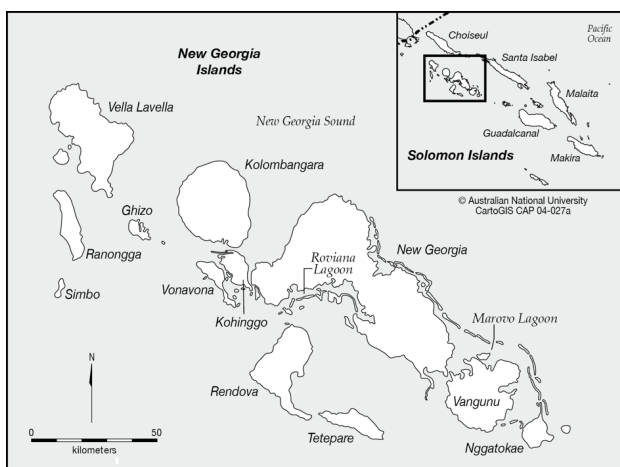 New Georgia
Islands
Vella Lavella
New Georgia Sound
Kolombangara
Ghizo
Ranongga
Simbo
Vonavona
Kohinggo
Roviana
Lagoon
New Georgia
Marovo Lagoon
Rendova
Tetepare
Vangunu
Nggatokae
N
0
50
kilometers
Pacific
Ocean
Choiseul
Santa Isabel
Malaita
Guadalcanal
Makira
Solomon Islands
© Australian National University
CartoGIS CAP 04-027a